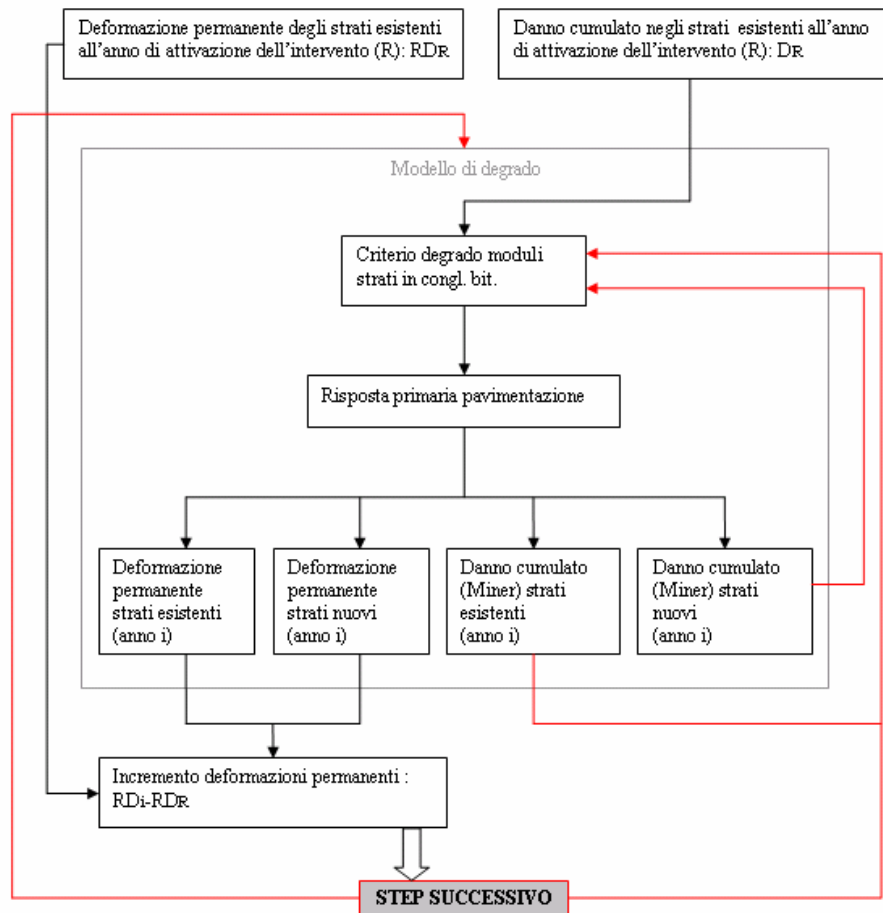 Deformazione permanente degli strati esistenti
all'anno di attivazione dell'intervento (R): RDR
Danno cumulato negli strati esistenti all'anno
di attivazione dell'intervento (R): DR
Modello di degrado
Criterio degrado moduli
strati in congl. bit.
Risposta primaria pavimentazione
Deformazione
permanente
strati esistenti
(anno i)
Deformazione
permanente
strati nuovi
(anno i)
Danno cumulato
(Miner) strati
esistenti
(anno i)
Danno cumulato
(Miner) strati
nuovi
(anno i)
Incremento deformazioni permanenti :
RDi-RDR
STEP SUCCESSIVO